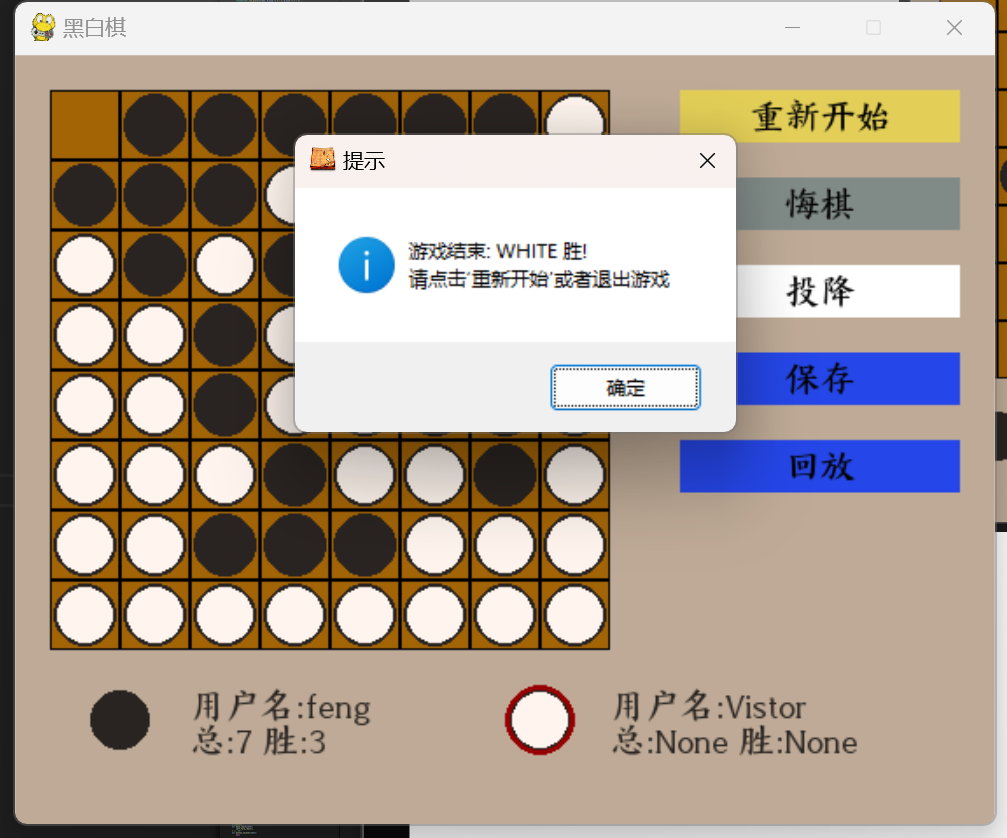 黑白棋
重新开始
提示
悔棋
游戏结束: WHITE 胜!
请点击‘重新开始’或者退出游戏
投降
确定
保存
回放
用户名:feng
总:7 胜:3
用户名:Vistor
总:None 胜:None